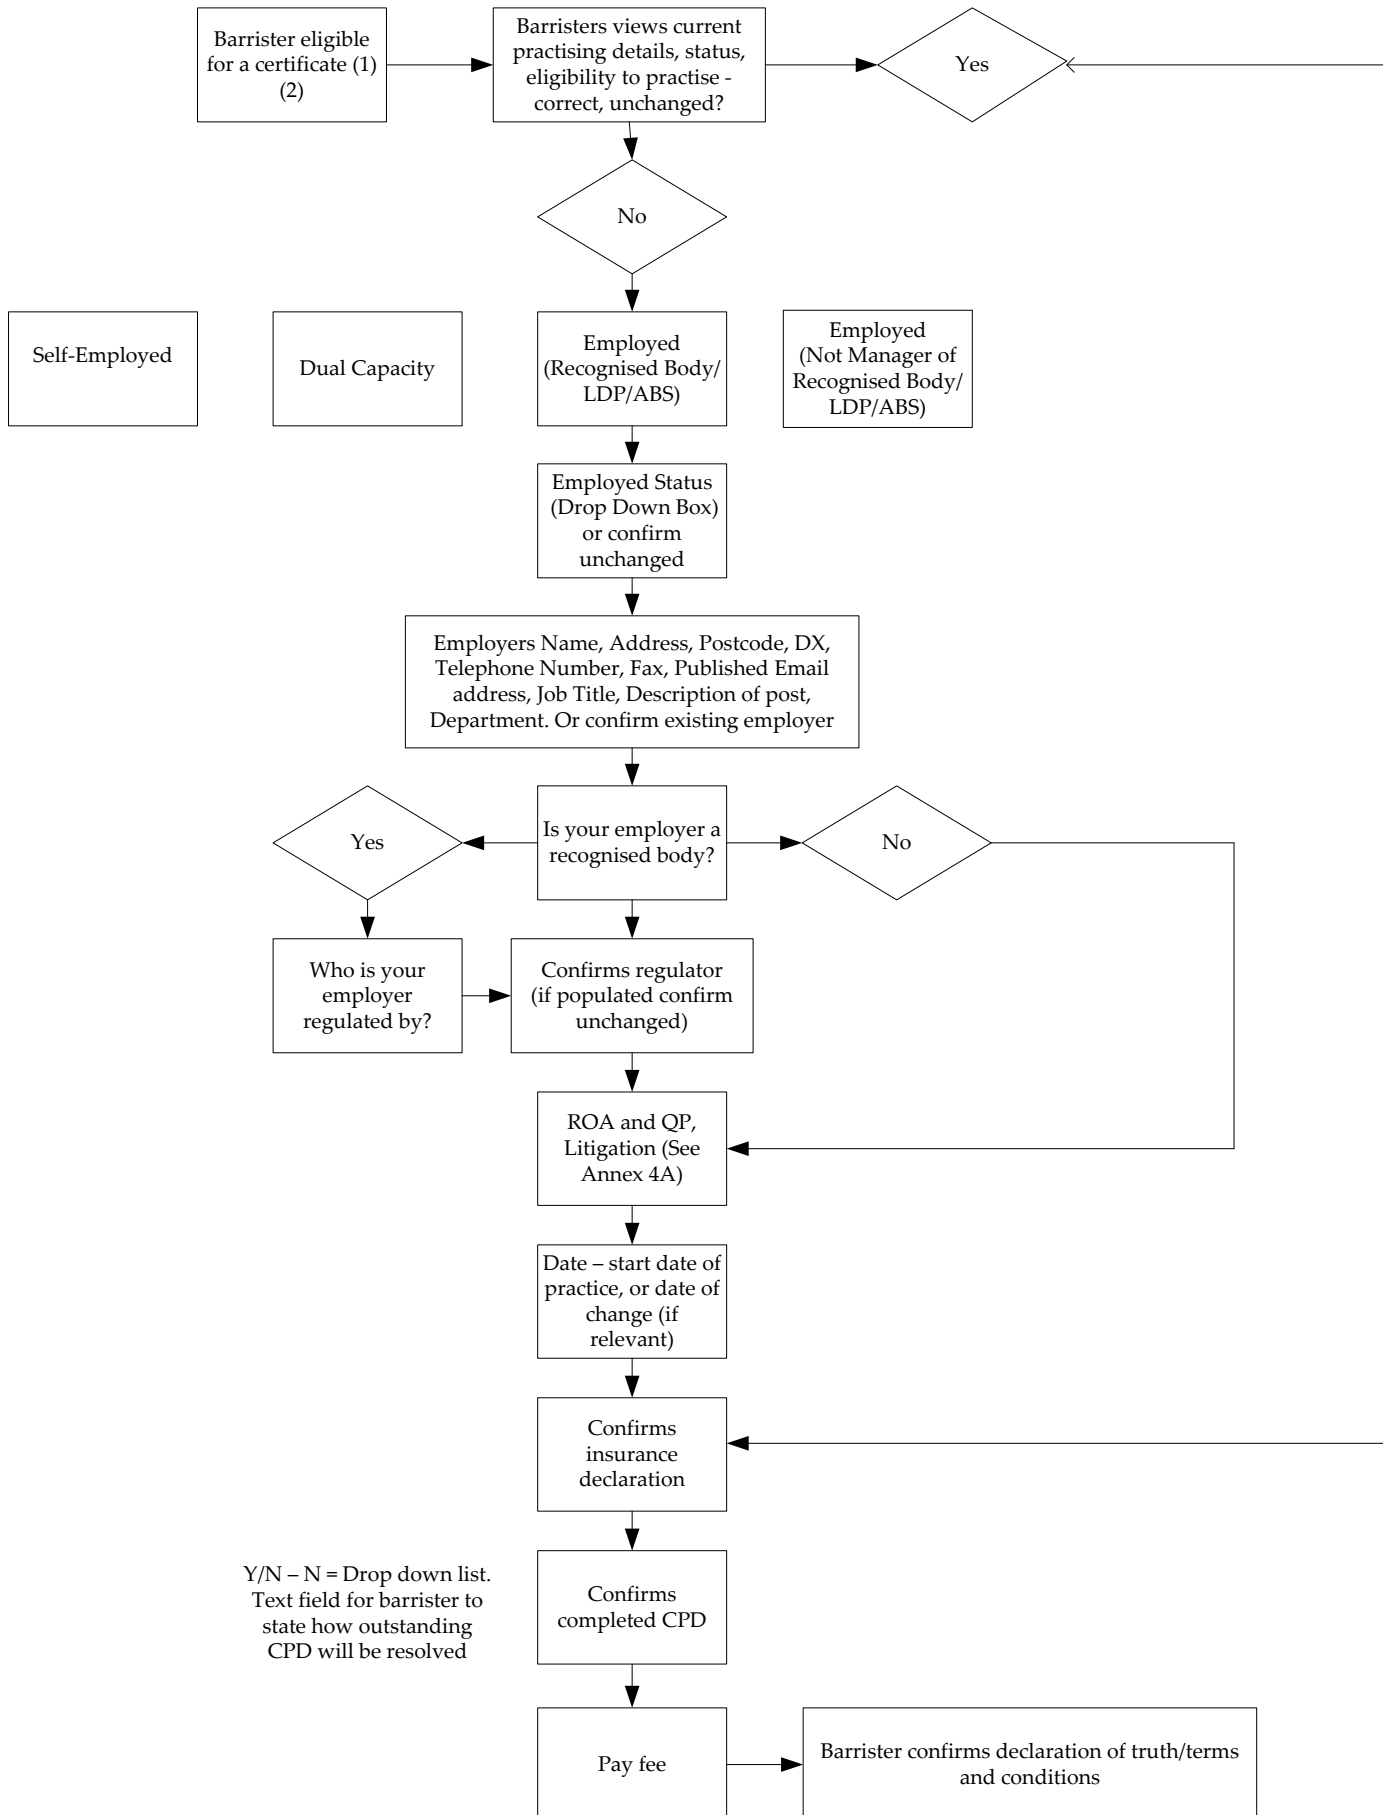 Barrister eligible
for a certificate (1)
(2)
Barristers views current
practising details, status,
eligibility to practise -
correct, unchanged?
Yes
No
Self-Employed
Dual Capacity
Employed
(Recognised Body/
LDP/ABS)
Employed
(Not Manager of
Recognised Body/
LDP/ABS)
Employed Status
(Drop Down Box)
or confirm
unchanged
Employers Name, Address, Postcode, DX,
Telephone Number, Fax, Published Email
address, Job Title, Description of post,
Department. Or confirm existing employer
Yes
Is your employer a
recognised body?
No
Who is your
employer
regulated by?
Confirms regulator
(if populated confirm
unchanged)
ROA and QP,
Litigation (See
Annex 4A)
Date – start date of
practice, or date of
change (if
relevant)
Confirms
insurance
declaration
Y/N – N = Drop down list.
Text field for barrister to
state how outstanding
CPD will be resolved
Confirms
completed CPD
Pay fee
Barrister confirms declaration of truth/terms
and conditions